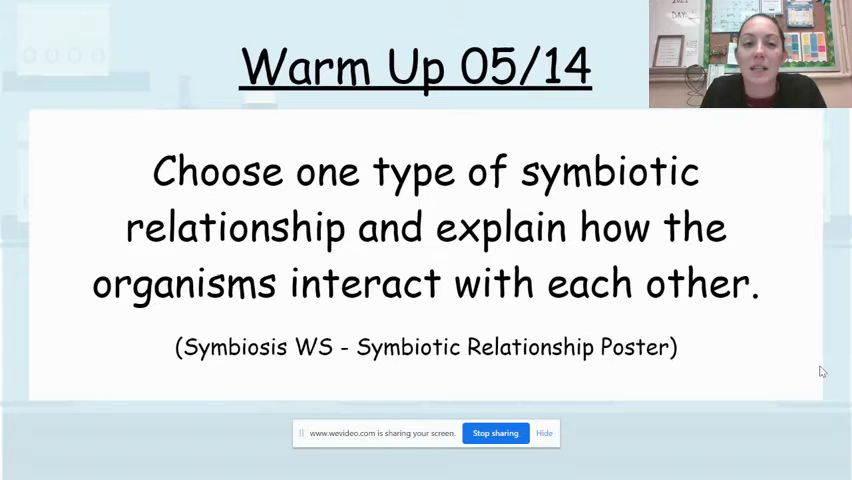 Warm Up 05/14
DAY:
Choose one type of symbiotic
relationship and explain how the
organisms interact with each other.
(Symbiosis WS - Symbiotic Relationship Poster)
www.wevideo.com is sharing your screen.
Stop sharing
Hide